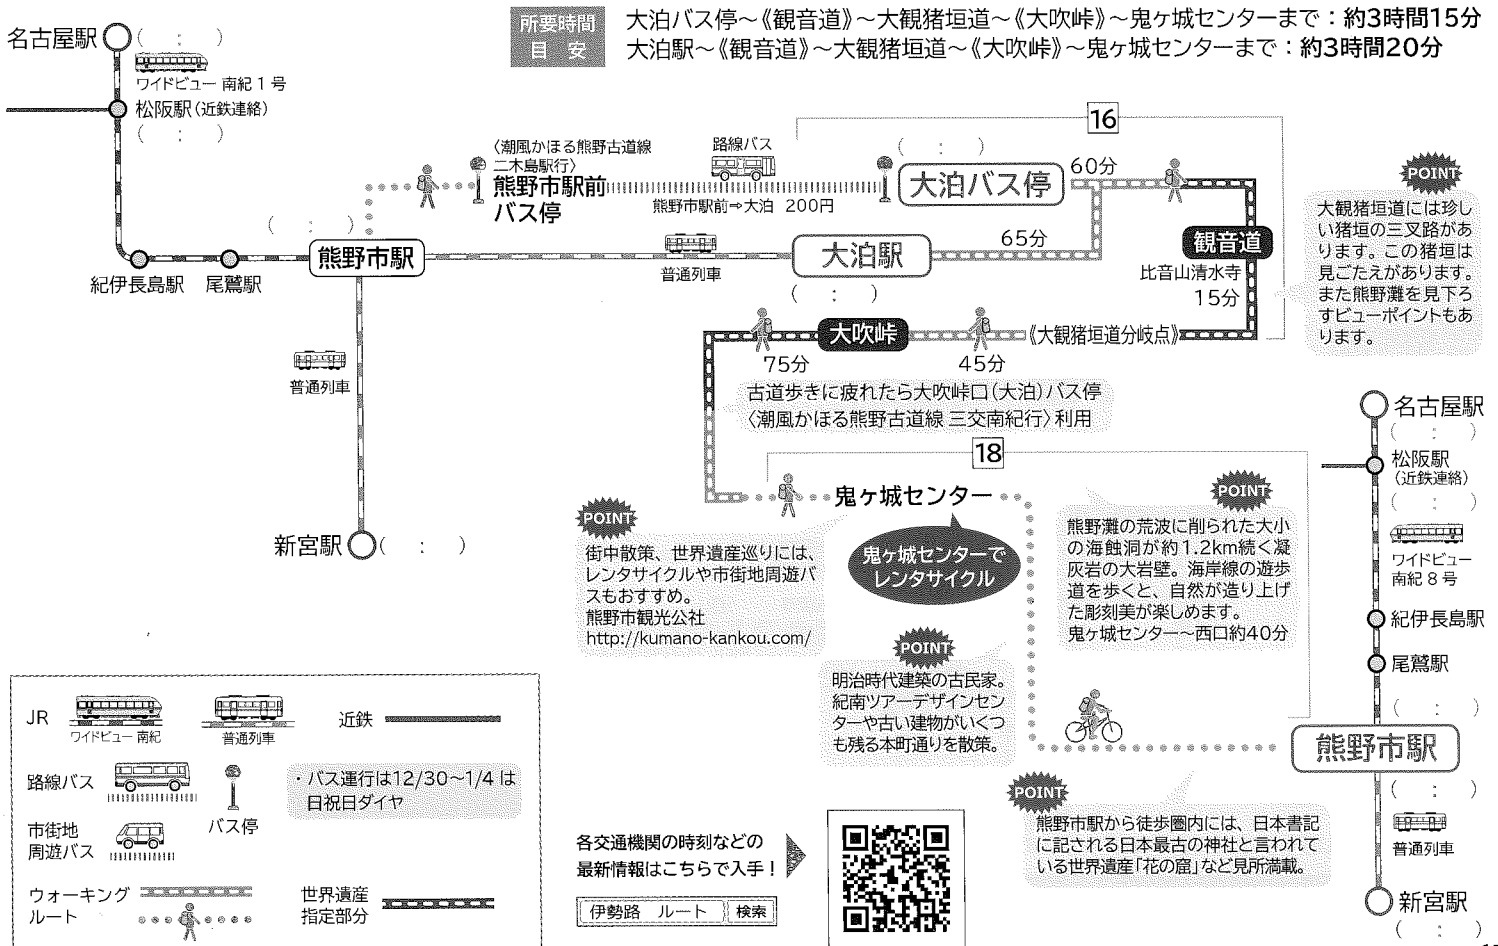 所要時間
目 安
大泊バス停～《観音道》～大観猪垣道～《大吹峠》～鬼ヶ城センターまで：約3時間15分
大泊駅～《観音道》～大観猪垣道～《大吹峠》～鬼ヶ城センターまで：約3時間20分
名古屋駅 ( : )
ワイドビュー 南紀 1 号
松阪駅(近鉄連絡)
( : )
紀伊長島駅
尾鷲駅
( : )
熊野市駅
普通列車
新宮駅 ( : )
〈潮風かほる熊野古道線
二木島駅行〉
熊野市駅前
バス停
路線バス
熊野市駅前⇒大泊 200円
16
( : )
大泊バス停
60分
普通列車
大泊駅
( : )
65分
観音道
比音山清水寺
15分
POINT
大観猪垣道には珍し
い猪垣の三叉路があ
ります。この猪垣は
見ごたえがあります。
また熊野灘を見下ろ
すビューポイントもあ
ります。
《大観猪垣道分岐点》
45分
大吹峠
75分
古道歩きに疲れたら大吹峠口(大泊)バス停
〈潮風かほる熊野古道線 三交南紀行〉利用
18
鬼ヶ城センター
鬼ヶ城センターで
レンタサイクル
POINT
街中散策、世界遺産巡りには、
レンタサイクルや市街地周遊バ
スもおすすめ。
熊野市観光公社
http://kumano-kankou.com/
POINT
熊野灘の荒波に削られた大小
の海蝕洞が約1.2km続く凝
灰岩の大岩壁。海岸線の遊歩
道を歩くと、自然が造り上げ
た彫刻美が楽しめます。
鬼ヶ城センター～西口約40分
POINT
明治時代建築の古民家。
紀南ツアーデザインセン
ターや古い建物がいくつ
も残る本町通りを散策。
名古屋駅
( : )
松阪駅
(近鉄連絡)
( : )
ワイドビュー
南紀 8 号
紀伊長島駅
尾鷲駅
( : )
熊野市駅
( : )
普通列車
新宮駅
( : )
POINT
熊野市駅から徒歩圏内には、日本書記
に記される日本最古の神社と言われて
いる世界遺産「花の窟」など見所満載。
JR
ワイドビュー 南紀
普通列車
近鉄
路線バス
バス停
・バス運行は12/30～1/4 は
日祝日ダイヤ
市街地
周遊バス
ウォーキング
ルート
世界遺産
指定部分
各交通機関の時刻などの
最新情報はこちらで入手！
伊勢路 ルート 検索